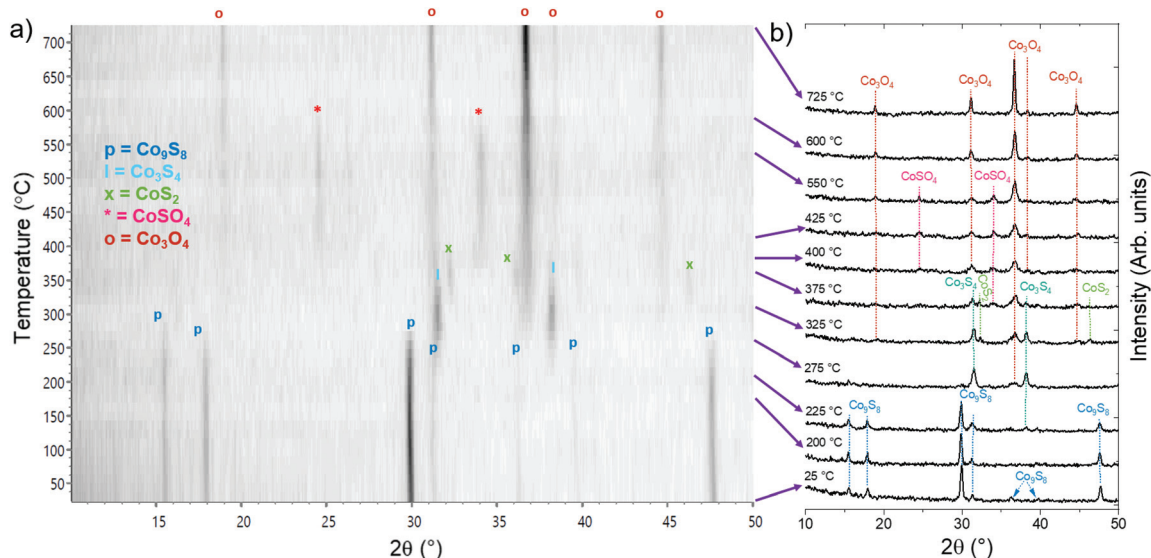 a)
o o o o o
700
650
600
550
500
450
400
350
300
250
200
150
100
50
Temperature (°C)
* *
p = Co₉S₈
l = Co₃S₄
x = CoS₂
* = CoSO₄
o = Co₃O₄
x x x
l l
p p p p p p p
15 20 25 30 35 40 45 50
2θ (°)
b)
Co₃O₄
Co₃O₄ Co₃O₄ Co₃O₄
725 °C
600 °C
550 °C
CoSO₄ CoSO₄
425 °C
400 °C
375 °C
Co₃S₄ CoS₂ Co₃S₄ CoS₂
325 °C
275 °C
225 °C
Co₉S₈ Co₉S₈ Co₉S₈
200 °C
25 °C
Co₉S₈
10 20 30 40 50
2θ (°)
Intensity (Arb. units)